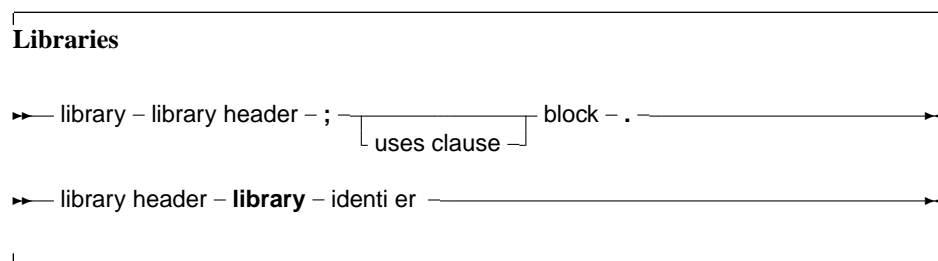 Libraries
library – library header – ; – block – .
uses clause
library header – library – identi er